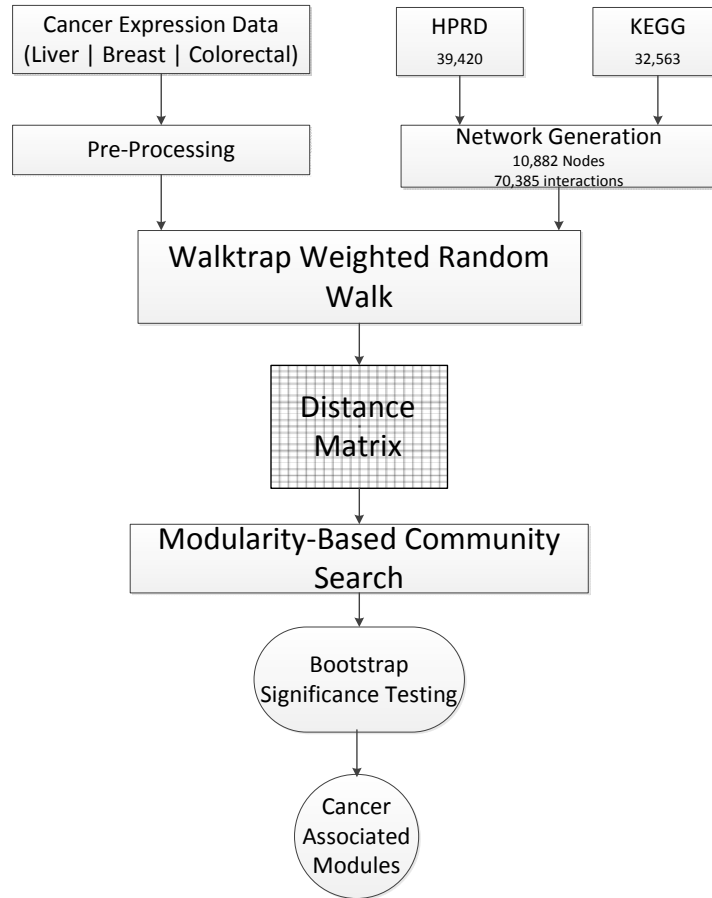 Cancer Expression Data
(Liver | Breast | Colorectal)
HPRD
39,420
KEGG
32,563
Pre-Processing
Network Generation
10,882 Nodes
70,385 interactions
Walktrap Weighted Random
Walk
Distance
Matrix
Modularity-Based Community
Search
Bootstrap
Significance Testing
Cancer
Associated
Modules